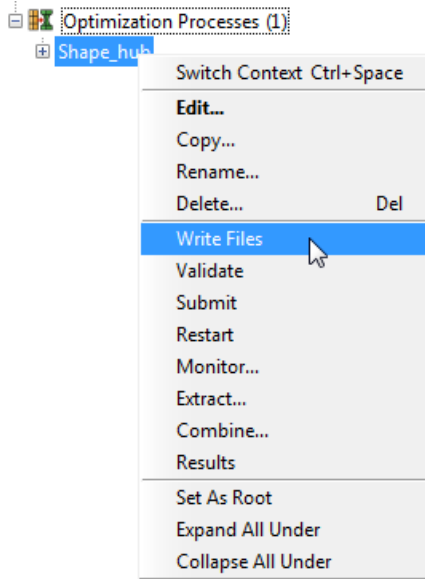 Optimization Processes (1)
Shape_hub
Switch Context Ctrl+Space
Edit...
Copy...
Rename...
Delete... Del
Write Files
Validate
Submit
Restart
Monitor...
Extract...
Combine...
Results
Set As Root
Expand All Under
Collapse All Under